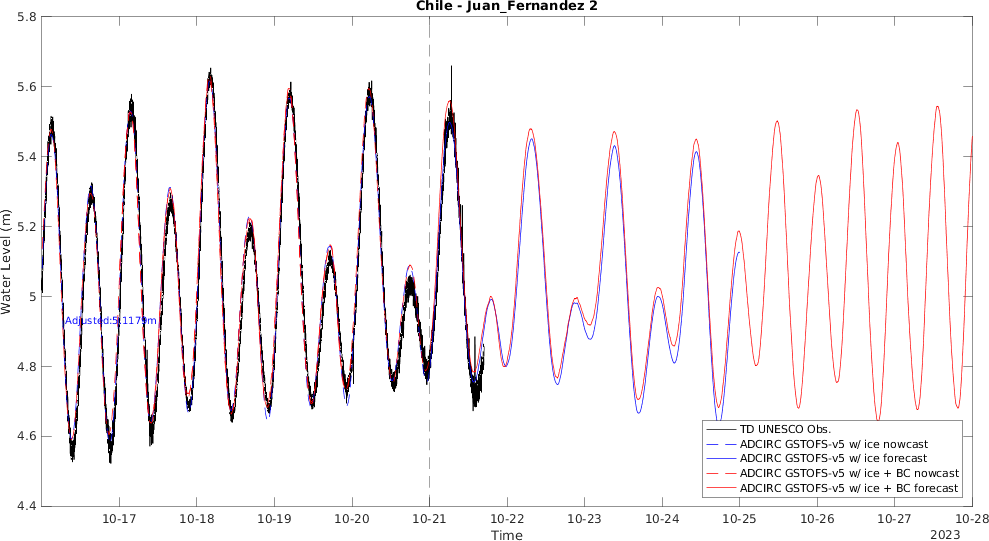 Chile - Juan_Fernandez 2
5.8
5.6
5.4
5.2
5
4.8
4.6
4.4
Water Level (m)
Adjusted:5.1179m
TD UNESCO Obs.
ADCIRC GSTOFS-v5 w/ ice nowcast
ADCIRC GSTOFS-v5 w/ ice forecast
ADCIRC GSTOFS-v5 w/ ice + BC nowcast
ADCIRC GSTOFS-v5 w/ ice + BC forecast
10-17 10-18 10-19 10-20 10-21 10-22 10-23 10-24 10-25 10-26 10-27 10-28
Time
2023